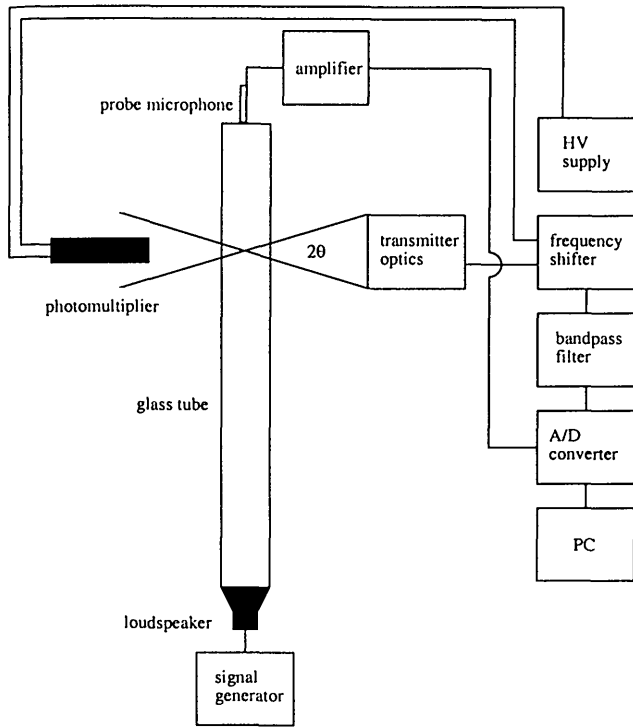 amplifier
probe microphone
HV
supply
2θ
transmitter
optics
frequency
shifter
photomultiplier
bandpass
filter
glass tube
A/D
converter
PC
loudspeaker
signal
generator